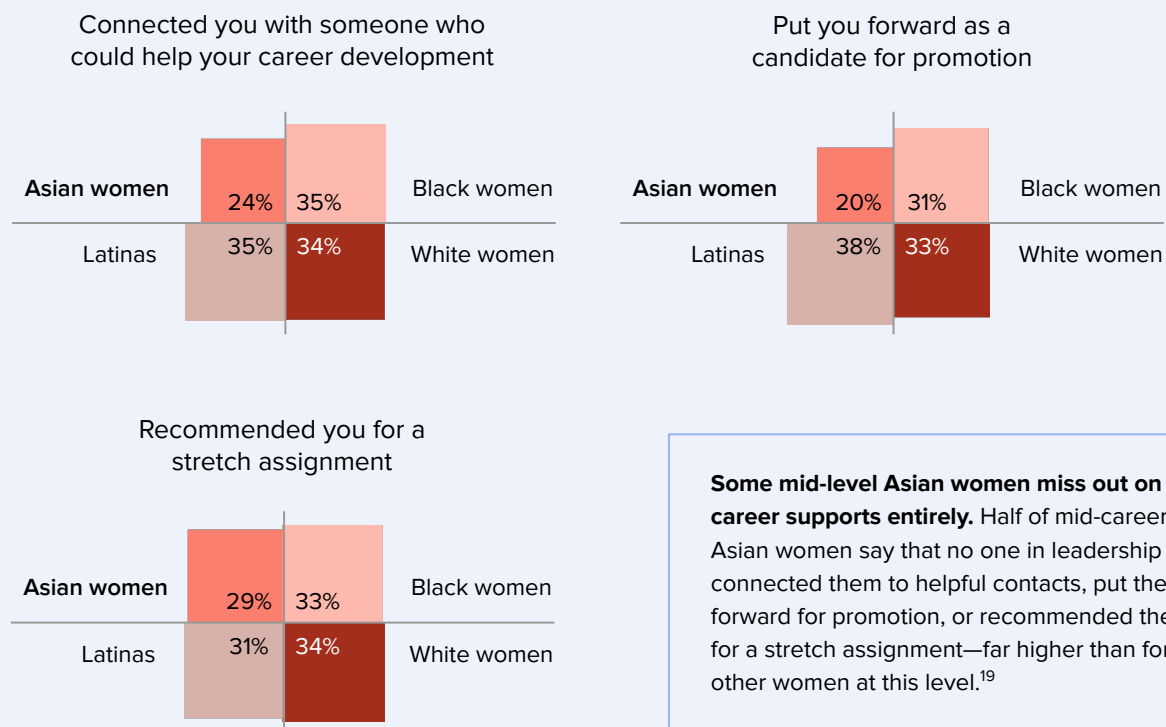 Connected you with someone who
could help your career development
Asian women 24% 35% Black women
Latinas 35% 34% White women
Put you forward as a
candidate for promotion
Asian women 20% 31% Black women
Latinas 38% 33% White women
Recommended you for a
stretch assignment
Asian women 29% 33% Black women
Latinas 31% 34% White women
Some mid-level Asian women miss out on
career supports entirely. Half of mid-career
Asian women say that no one in leadership
connected them to helpful contacts, put the
forward for promotion, or recommended the
for a stretch assignment—far higher than for
other women at this level.19